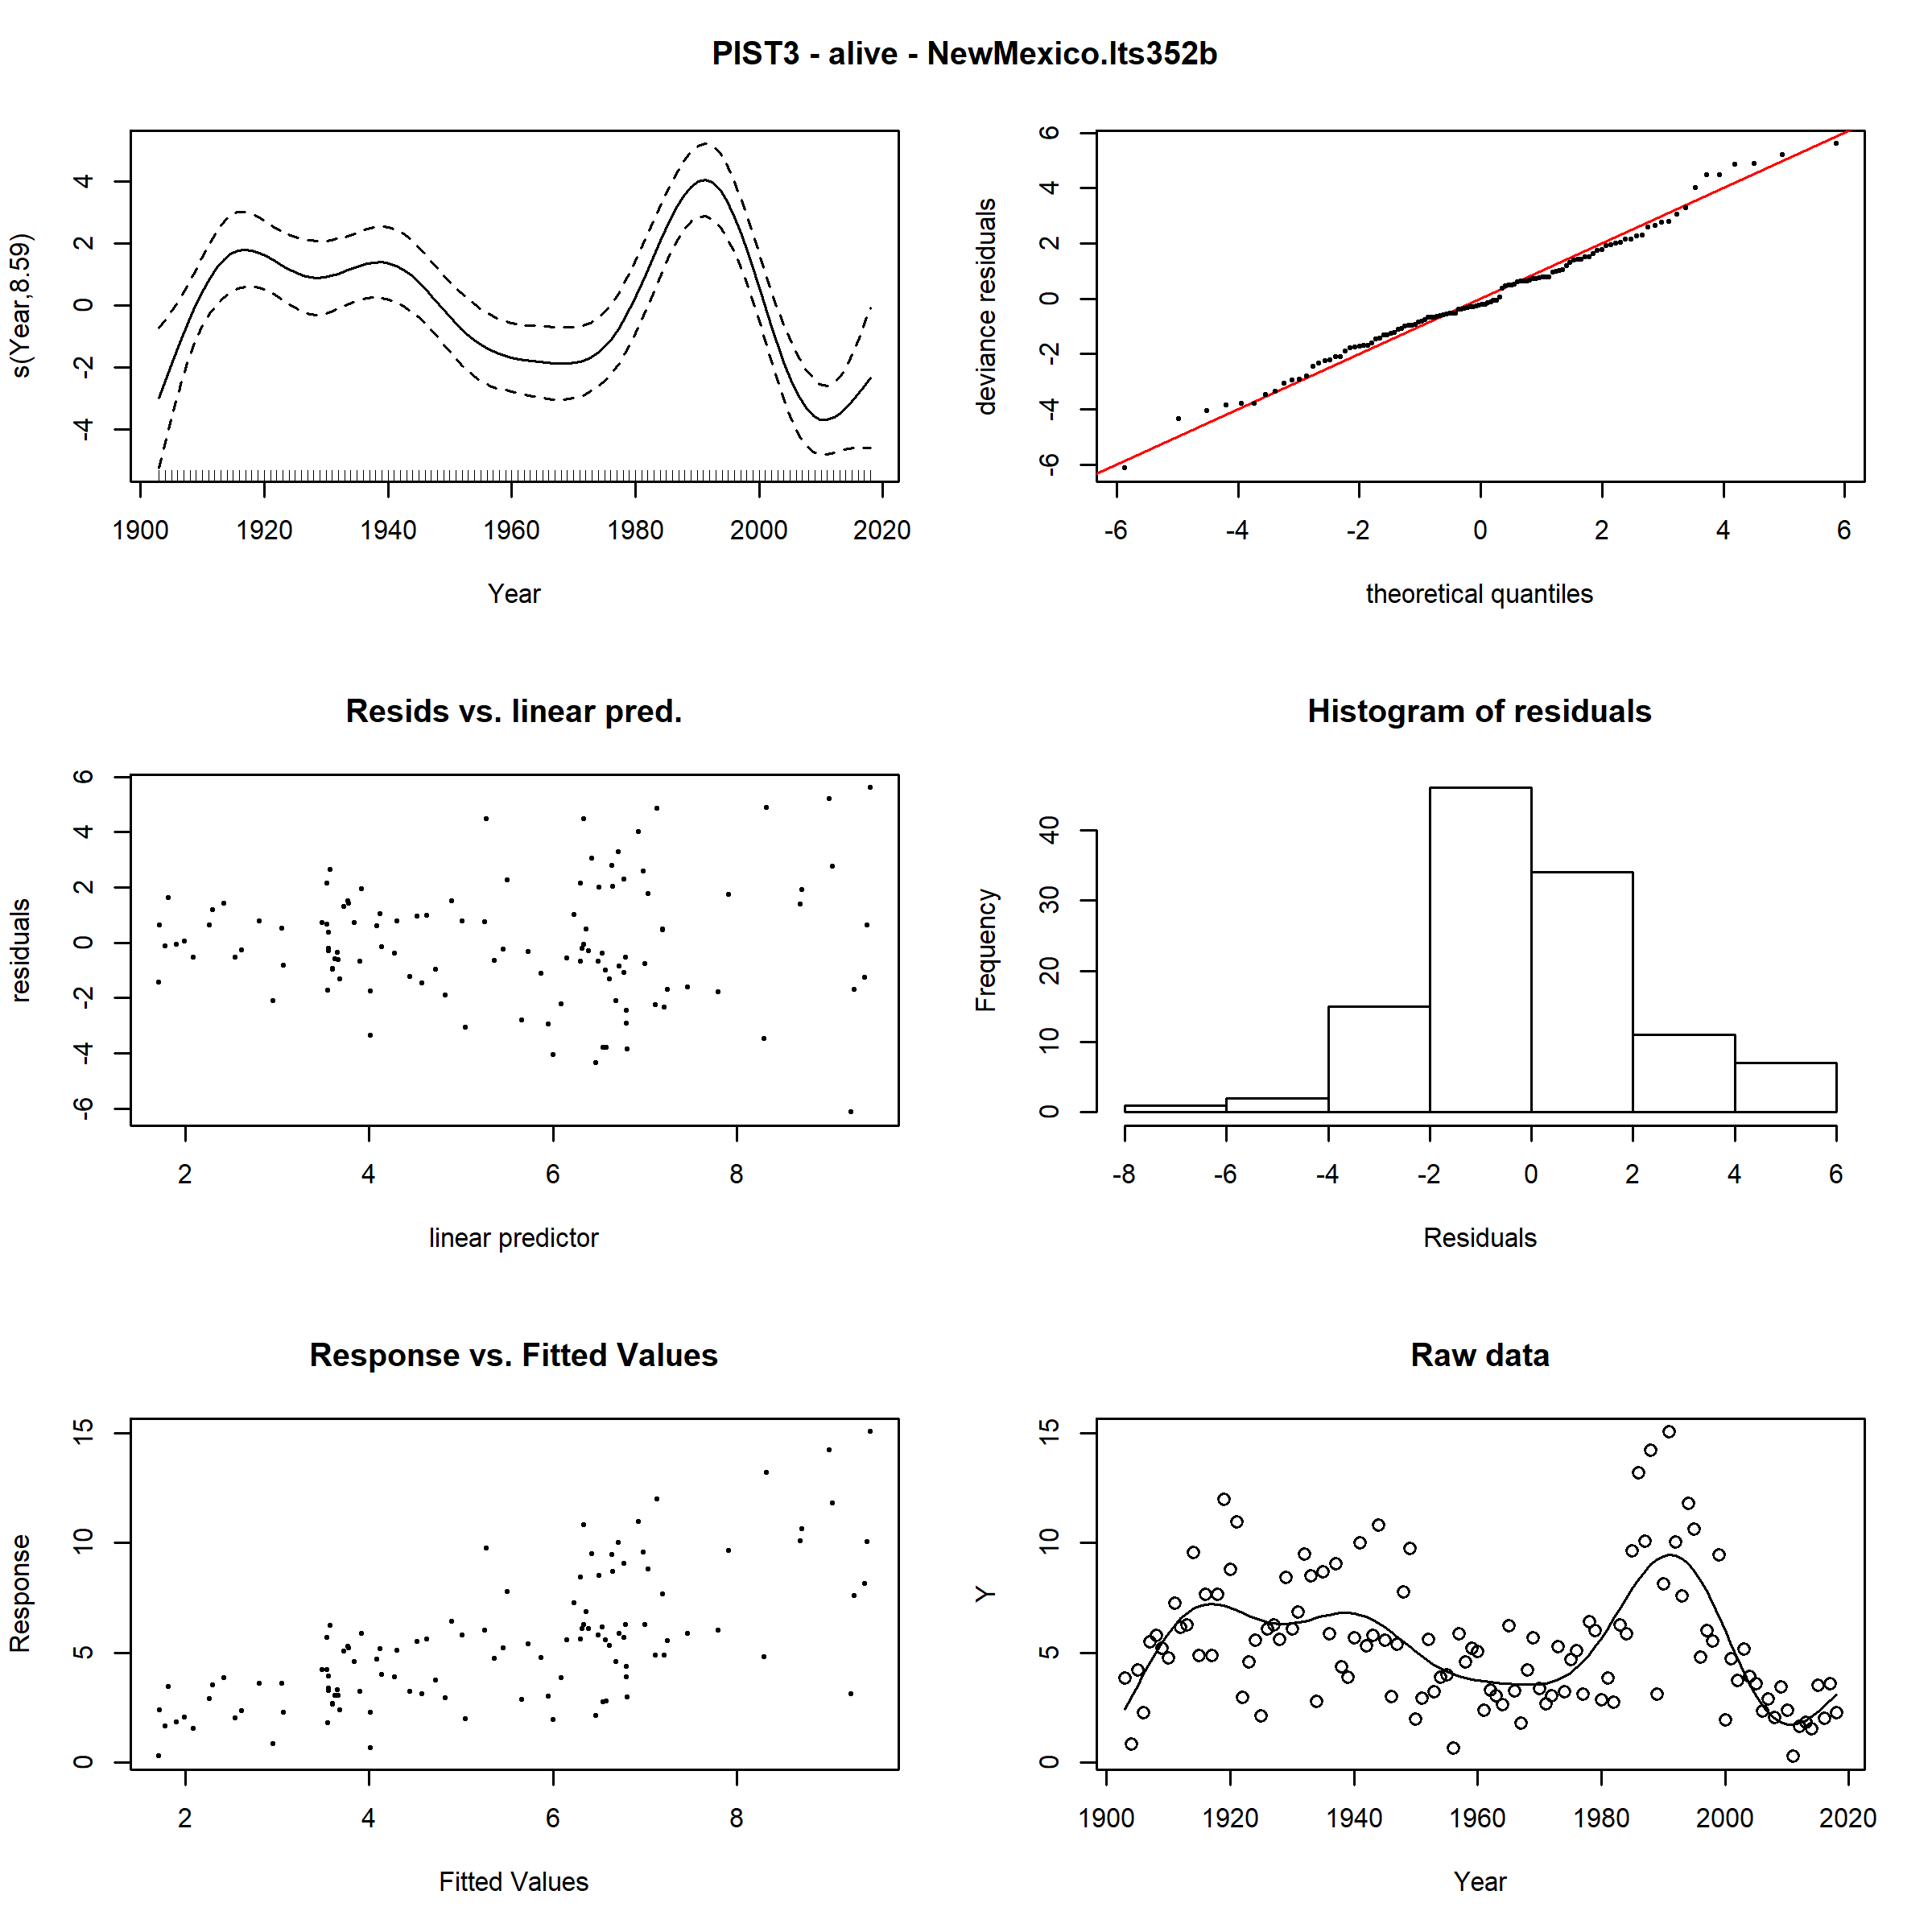 PIST3 - alive - NewMexico.lts352b
s(Year,8.59)
4
2
0
-2
-4
1900 1920 1940 1960 1980 2000 2020
Year
deviance residuals
6
4
2
0
-2
-4
-6
-6 -4 -2 0 2 4 6
theoretical quantiles
Resids vs. linear pred.
residuals
6
4
2
0
-2
-4
-6
2 4 6 8
linear predictor
Histogram of residuals
Frequency
40
30
20
10
0
-8 -6 -4 -2 0 2 4 6
Residuals
Response vs. Fitted Values
Response
15
10
5
0
2 4 6 8
Fitted Values
Raw data
Y
15
10
5
0
1900 1920 1940 1960 1980 2000 2020
Year